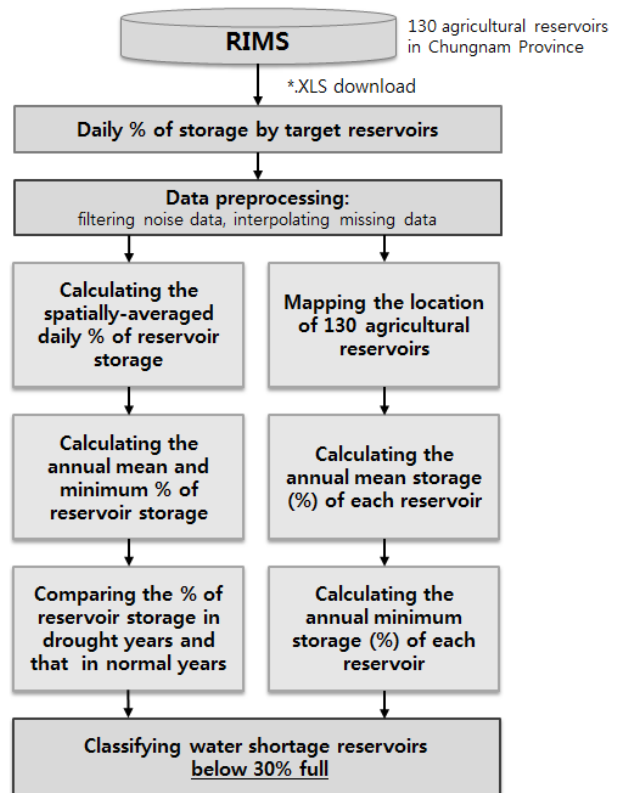 RIMS
130 agricultural reservoirs
in Chungnam Province
*.XLS download
Daily % of storage by target reservoirs
Data preprocessing:
filtering noise data, interpolating missing data
Calculating the
spatially-averaged
daily % of reservoir
storage
Mapping the location
of 130 agricultural
reservoirs
Calculating the
annual mean and
minimum % of
reservoir storage
Calculating the
annual mean storage
(%) of each reservoir
Comparing the % of
reservoir storage in
drought years and
that in normal years
Calculating the
annual minimum
storage (%) of each
reservoir
Classifying water shortage reservoirs
below 30% full